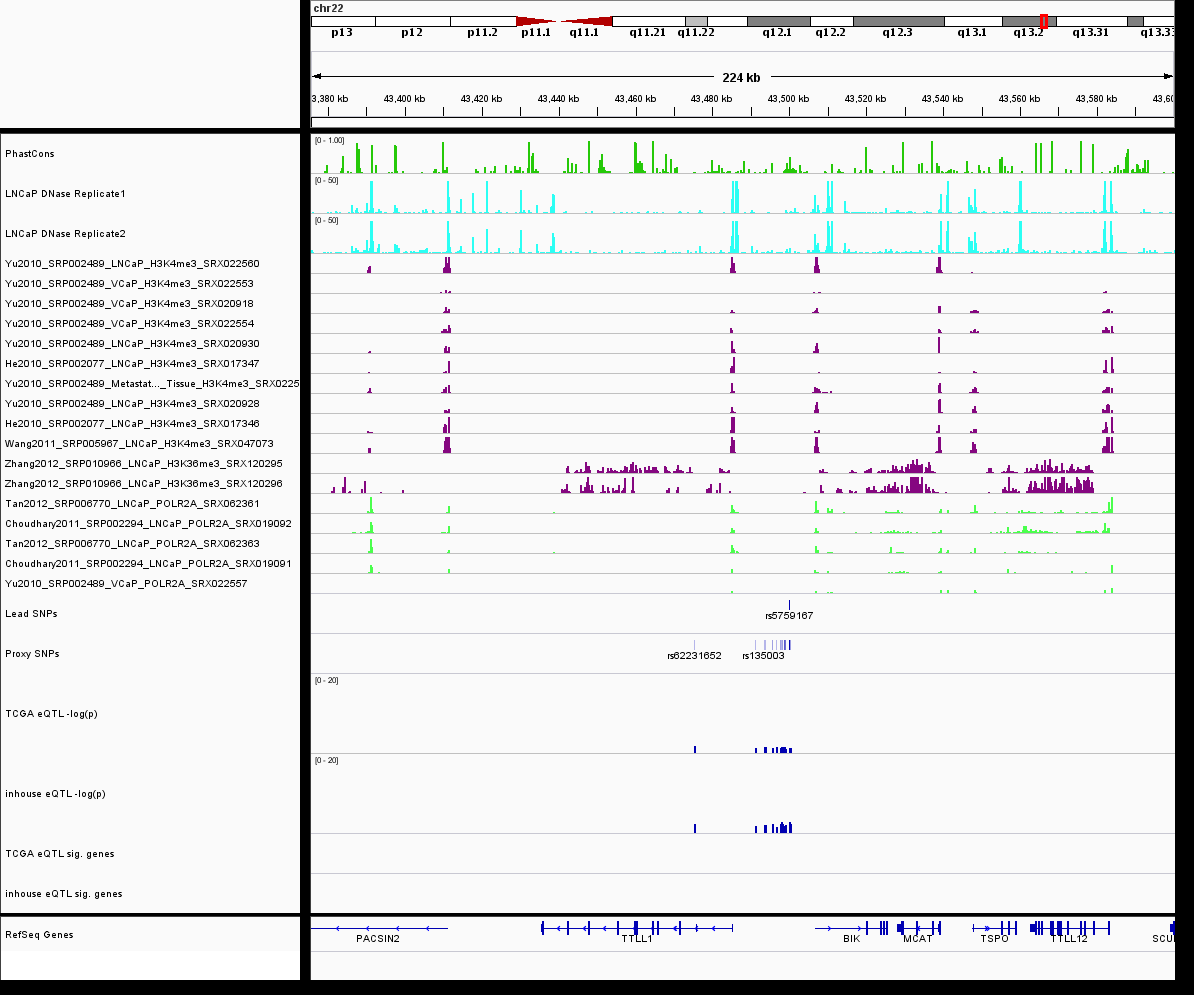 chr22
p13 p12 p11.2 p11.1 q11.1 q11.21 q11.22 q12.1 q12.2 q12.3 q13.1 q13.2 q13.31 q13.33
224 kb
3,380 kb 43,400 kb 43,420 kb 43,440 kb 43,460 kb 43,480 kb 43,500 kb 43,520 kb 43,540 kb 43,560 kb 43,580 kb 43,60
[0 - 1.00]
PhastCons
[0 - 50]
LNCaP DNase Replicate1
[0 - 50]
LNCaP DNase Replicate2
Yu2010_SRP002489_LNCaP_H3K4me3_SRX022560
Yu2010_SRP002489_VCaP_H3K4me3_SRX022553
Yu2010_SRP002489_VCaP_H3K4me3_SRX020918
Yu2010_SRP002489_VCaP_H3K4me3_SRX022554
Yu2010_SRP002489_LNCaP_H3K4me3_SRX020930
He2010_SRP002077_LNCaP_H3K4me3_SRX017347
Yu2010_SRP002489_Metastat..._Tissue_H3K4me3_SRX0225
Yu2010_SRP002489_LNCaP_H3K4me3_SRX020928
He2010_SRP002077_LNCaP_H3K4me3_SRX017346
Wang2011_SRP005967_LNCaP_H3K4me3_SRX047073
Zhang2012_SRP010966_LNCaP_H3K36me3_SRX120295
Zhang2012_SRP010966_LNCaP_H3K36me3_SRX120296
Tan2012_SRP006770_LNCaP_POLR2A_SRX062361
Choudhary2011_SRP002294_LNCaP_POLR2A_SRX019092
Tan2012_SRP006770_LNCaP_POLR2A_SRX062363
Choudhary2011_SRP002294_LNCaP_POLR2A_SRX019091
Yu2010_SRP002489_VCaP_POLR2A_SRX022557
Lead SNPs
rs5759167
Proxy SNPs
rs62231652 rs135003
[0 - 20]
TCGA eQTL -log(p)
[0 - 20]
inhouse eQTL -log(p)
TCGA eQTL sig. genes
inhouse eQTL sig. genes
RefSeq Genes
PACSIN2 TTLL1 BIK MCAT TSPO TTLL12 SCU